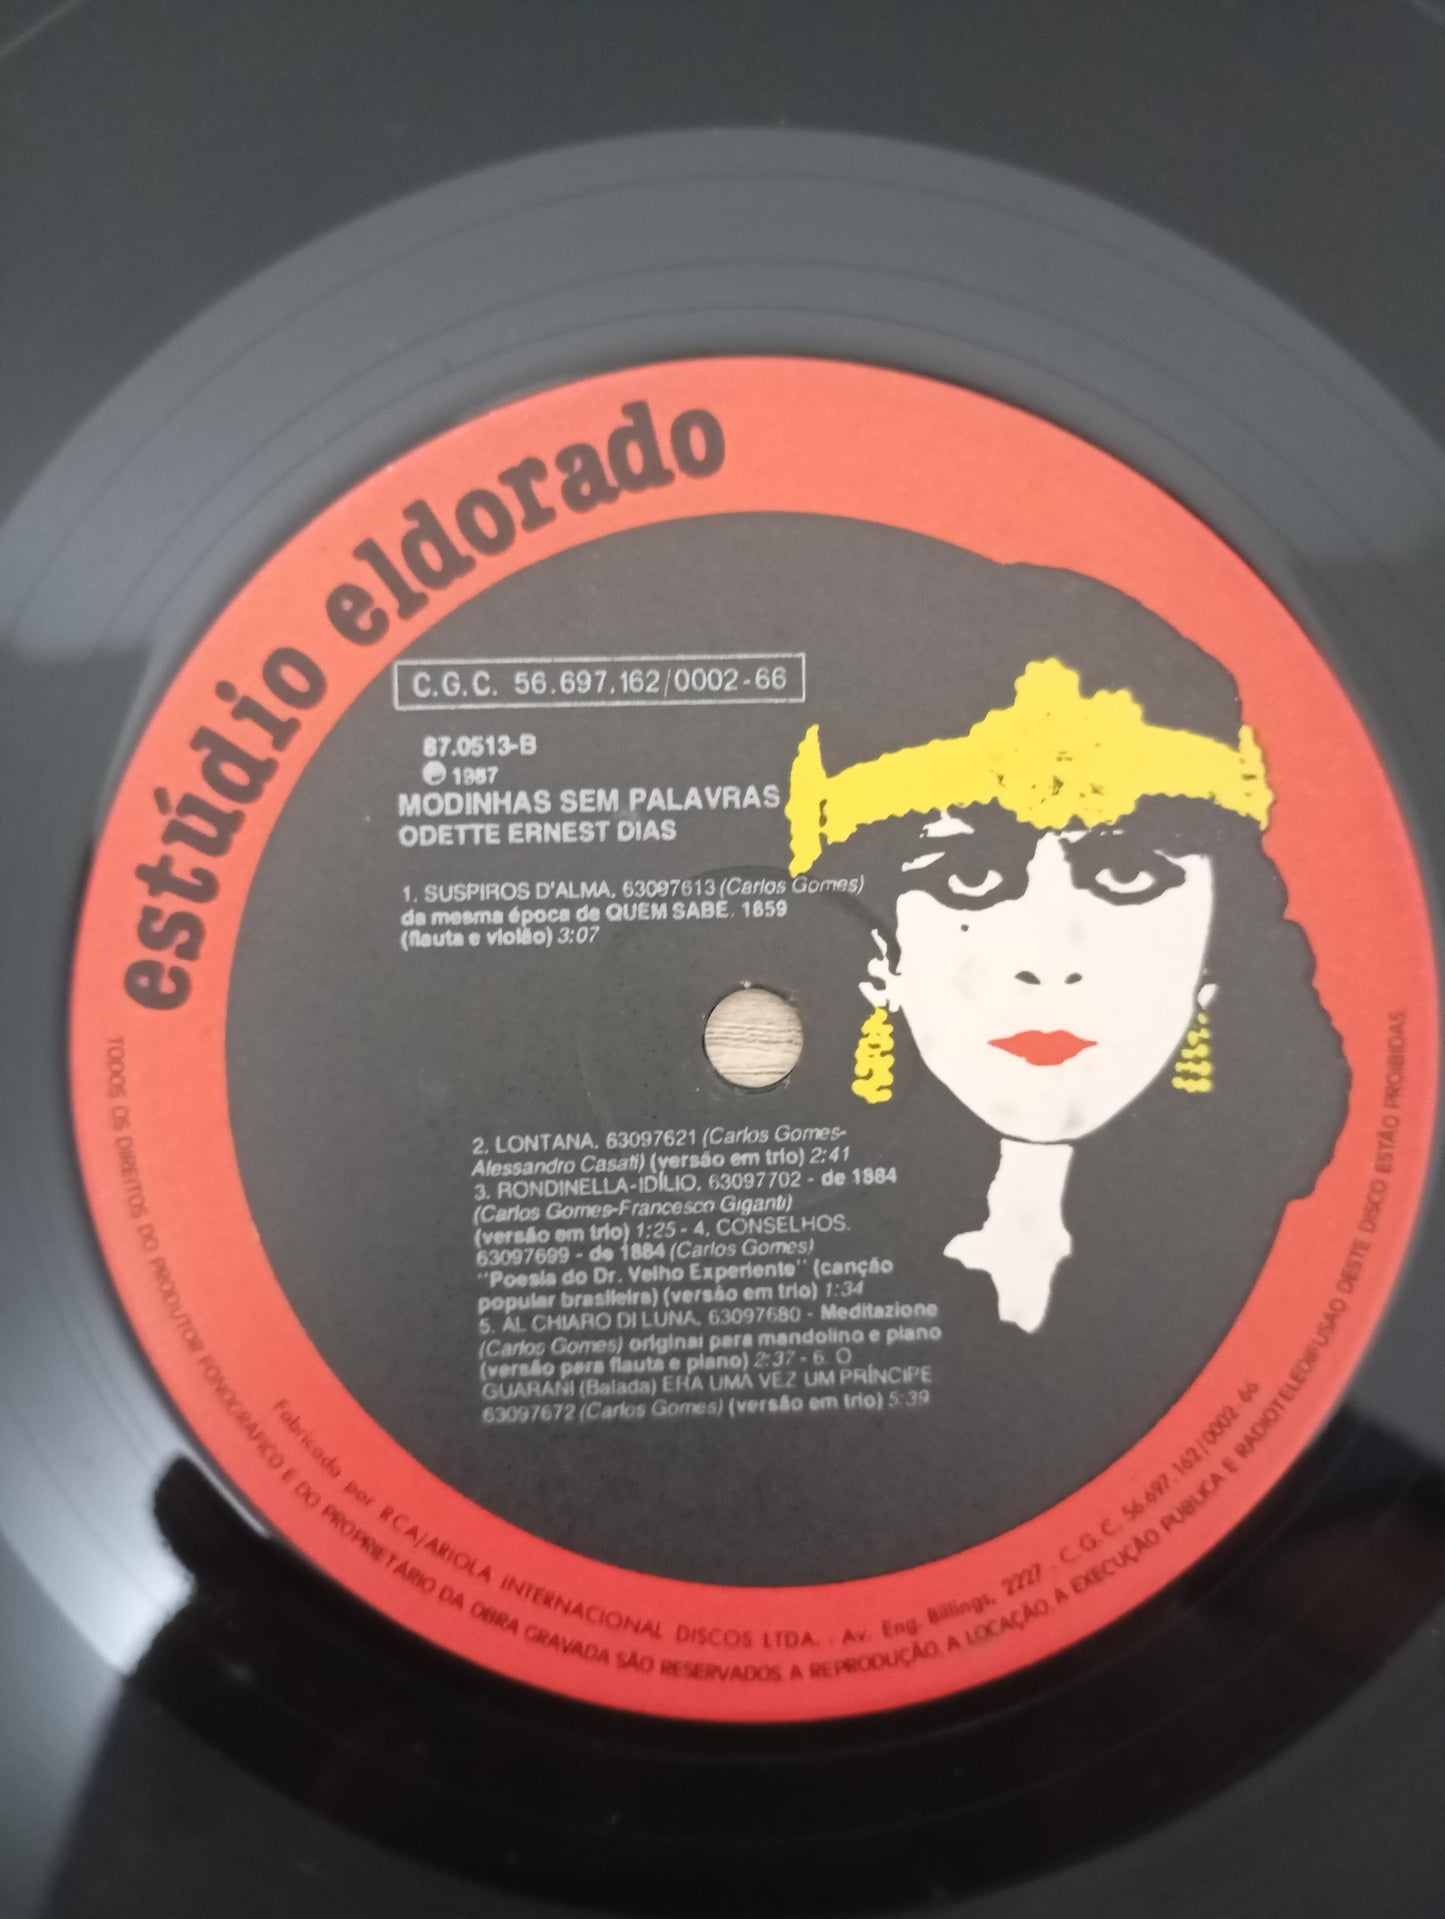 estúdio eldorado
C.G.C. 56.697.162/0002-66
87.0513-B
℗ 1987
MODINHAS SEM PALAVRAS
ODETTE ERNEST DIAS
1. SUSPIROS D'ALMA, 63097613 (Carlos Gomes)
da mesma época de QUEM SABE. 1859
(flauta e violão) 3:07
2. LONTANA, 63097621 (Carlos Gomes-
Alessandro Casati) (versão em trio) 2:41
3. RONDINELLA-IDÍLIO, 63097702 - de 1884
(Carlos Gomes-Francesco Giganti)
(versão em trio) 1:25 - 4. CONSELHOS.
63097699 - de 1884 (Carlos Gomes)
"Poesia do Dr. Velho Experiente" (canção
popular brasileira) (versão em trio) 1:34
5. AL CHIARO DI LUNA, 63097680 - Meditazione
(Carlos Gomes) original para mandolino e piano
(versão para flauta e piano) 2:37 - 6. O
GUARANI (Balada) ERA UMA VEZ UM PRÍNCIPE
63097672 (Carlos Gomes) (versão em trio) 5:39
Fabricado por RCA/ARIOLA INTERNACIONAL DISCOS LTDA. . Av. Eng. Billings, 2227 . C.G.C. 56.697.162/0002-66
TODOS OS DIREITOS DO PRODUTOR FONOGRÁFICO E DO PROPRIETÁRIO DA OBRA GRAVADA SÃO RESERVADOS. A REPRODUÇÃO, A LOCAÇÃO, A EXECUÇÃO PÚBLICA E RADIOTELEDIFUSÃO DESTE DISCO ESTÃO PROIBIDAS